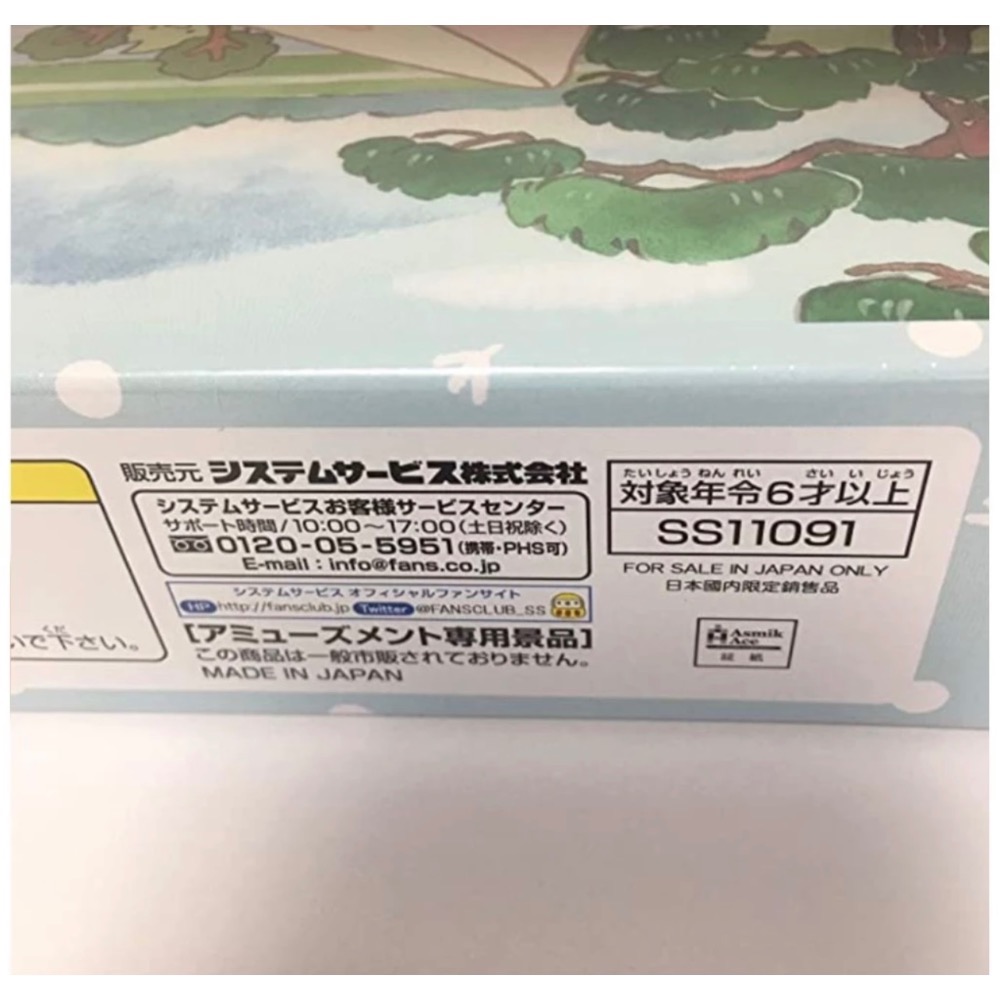 いで下さい。
くだ
販売元 システムサービス株式会社
システムサービスお客様サービスセンター
サポート時間/10:00〜17:00(土日祝除く)
0120-05-5951(携帯・PHS可)
E-mail : info@fans.co.jp
システムサービス オフィシャルファンサイト
HP http://fansclub.jp Twitter @FANSCLUB_SS
【アミューズメント専用景品】
この商品は一般市販されておりません。
MADE IN JAPAN
たいしょう ねん れい さい い じょう
対象年令6才以上
SS11091
FOR SALE IN JAPAN ONLY
日本國内限定銷售品
Asmik
Ace
証 紙